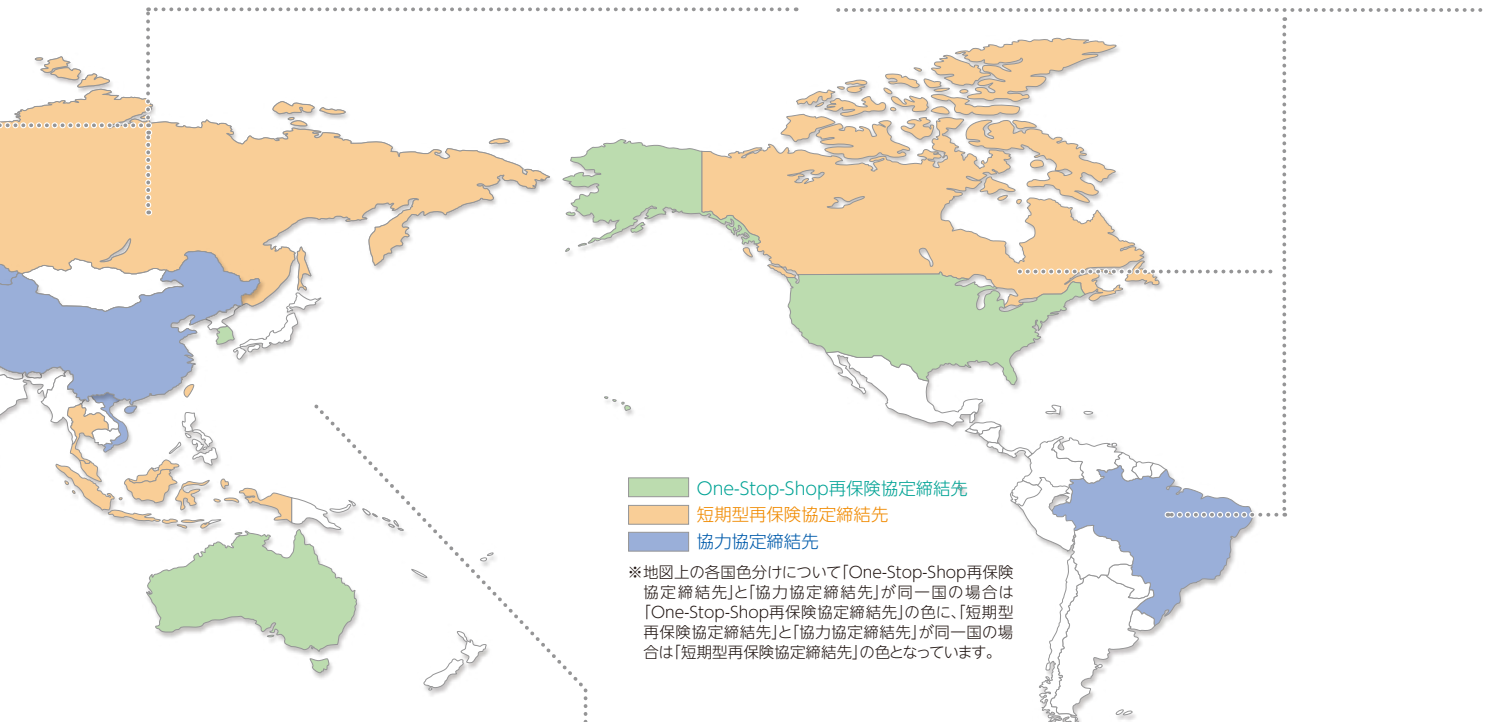 One-Stop-Shop再保険協定締結先
短期型再保険協定締結先
協力協定締結先
※地図上の各国色分けについて「One-Stop-Shop再保険
協定締結先」と「協力協定締結先」が同一国の場合は
「One-Stop-Shop再保険協定締結先」の色に、「短期型
再保険協定締結先」と「協力協定締結先」が同一国の場
合は「短期型再保険協定締結先」の色となっています。